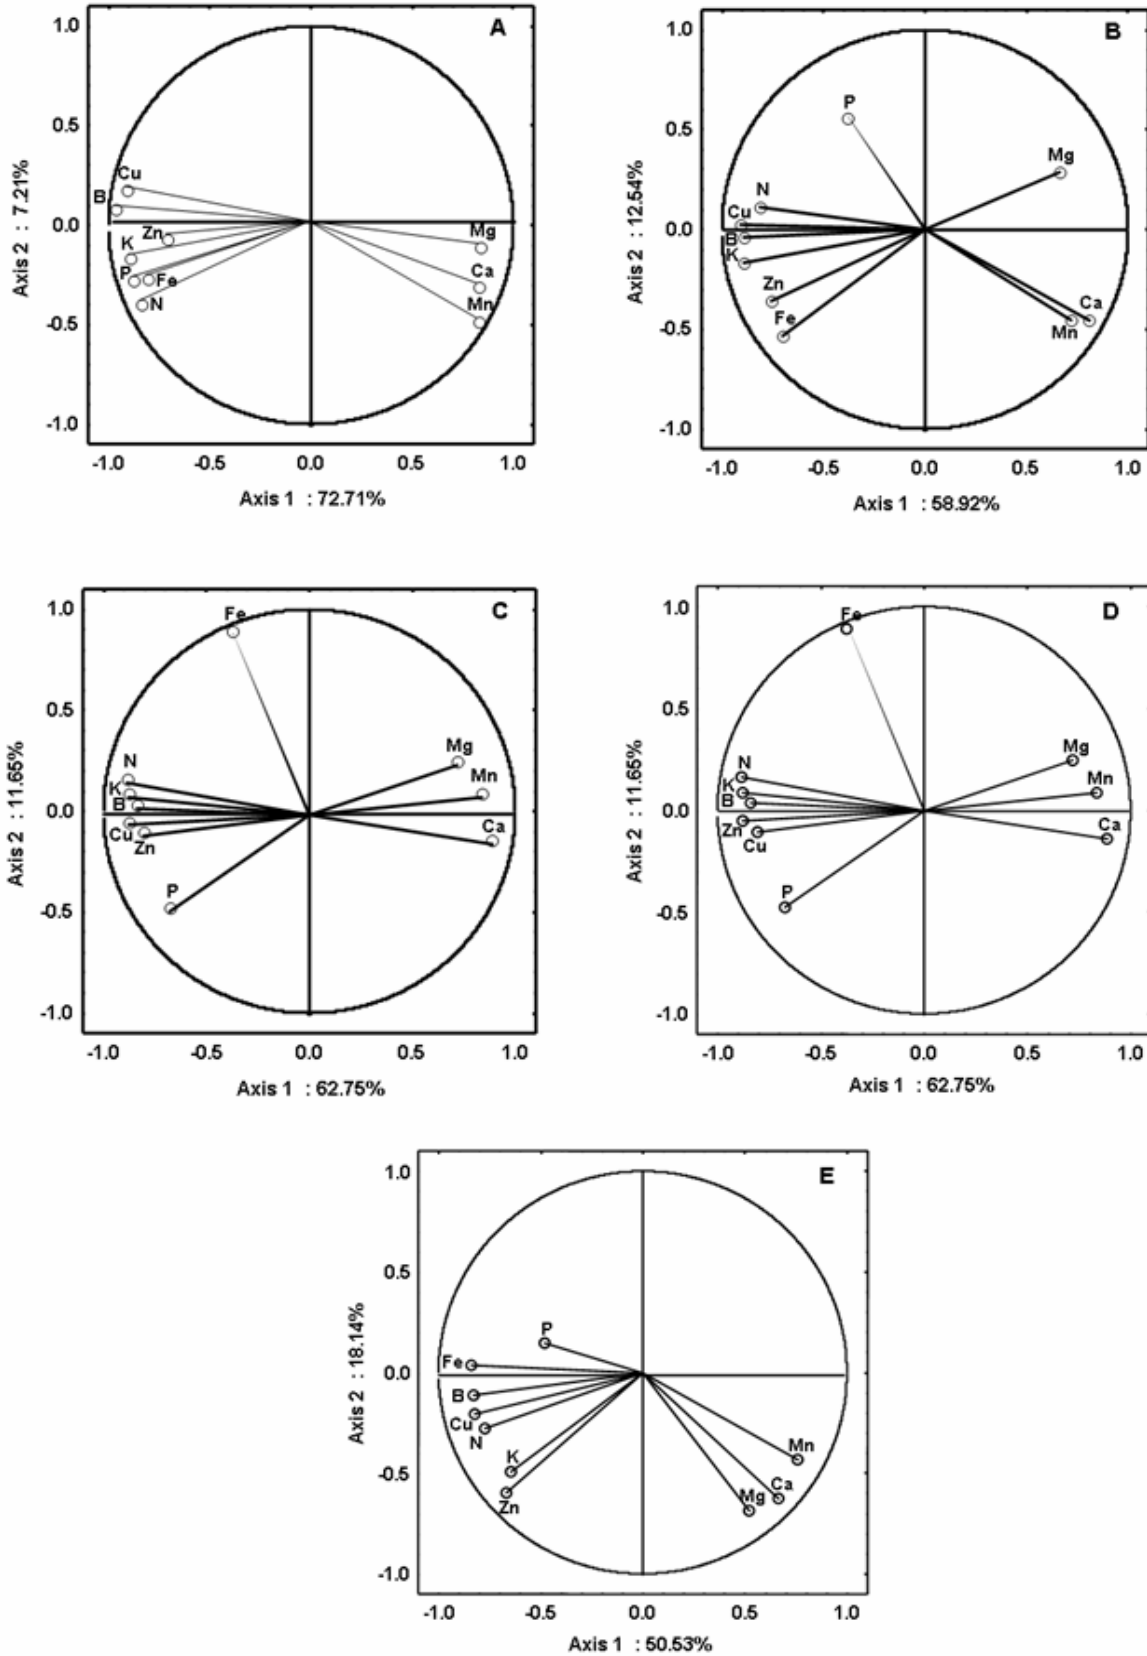 A
1.0
0.5
0.0
-0.5
-1.0
Axis 2 : 7.21%
Cu
B
Zn
K
P
Fe
N
Mg
Ca
Mn
-1.0 -0.5 0.0 0.5 1.0
Axis 1 : 72.71%
B
1.0
0.5
0.0
-0.5
-1.0
Axis 2 : 12.54%
P
Mg
N
Cu
B
K
Zn
Fe
Ca
Mn
-1.0 -0.5 0.0 0.5 1.0
Axis 1 : 58.92%
C
1.0
0.5
0.0
-0.5
-1.0
Axis 2 : 11.65%
Fe
N
K
B
Cu
Zn
P
Mg
Mn
Ca
-1.0 -0.5 0.0 0.5 1.0
Axis 1 : 62.75%
D
1.0
0.5
0.0
-0.5
-1.0
Axis 2 : 11.65%
Fe
N
K
B
Zn
Cu
P
Mg
Mn
Ca
-1.0 -0.5 0.0 0.5 1.0
Axis 1 : 62.75%
E
1.0
0.5
0.0
-0.5
-1.0
Axis 2 : 18.14%
P
Fe
B
Cu
N
K
Zn
Mn
Ca
Mg
-1.0 -0.5 0.0 0.5 1.0
Axis 1 : 50.53%